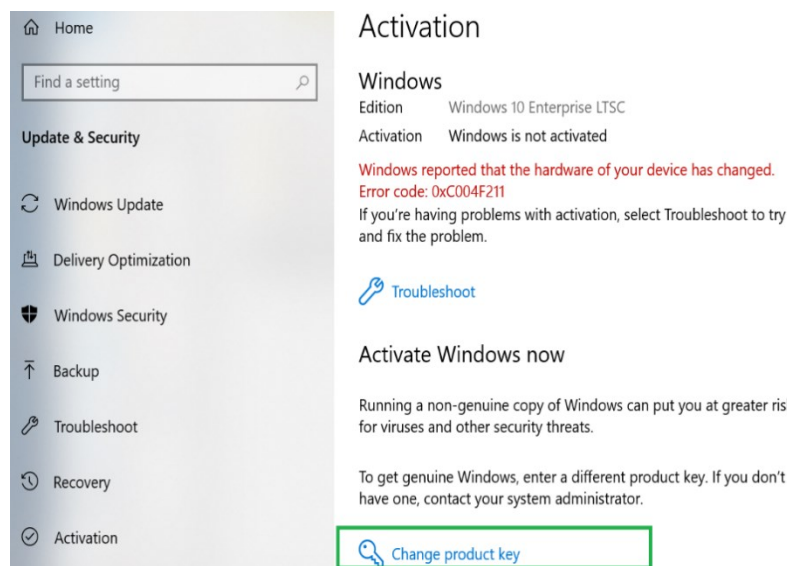 Home
Find a setting
Update & Security
Windows Update
Delivery Optimization
Windows Security
Backup
Troubleshoot
Recovery
Activation
Activation
Windows
Edition Windows 10 Enterprise LTSC
Activation Windows is not activated
Windows reported that the hardware of your device has changed.
Error code: 0xC004F211
If you're having problems with activation, select Troubleshoot to try
and fix the problem.
Troubleshoot
Activate Windows now
Running a non-genuine copy of Windows can put you at greater ris
for viruses and other security threats.
To get genuine Windows, enter a different product key. If you don't
have one, contact your system administrator.
Change product key